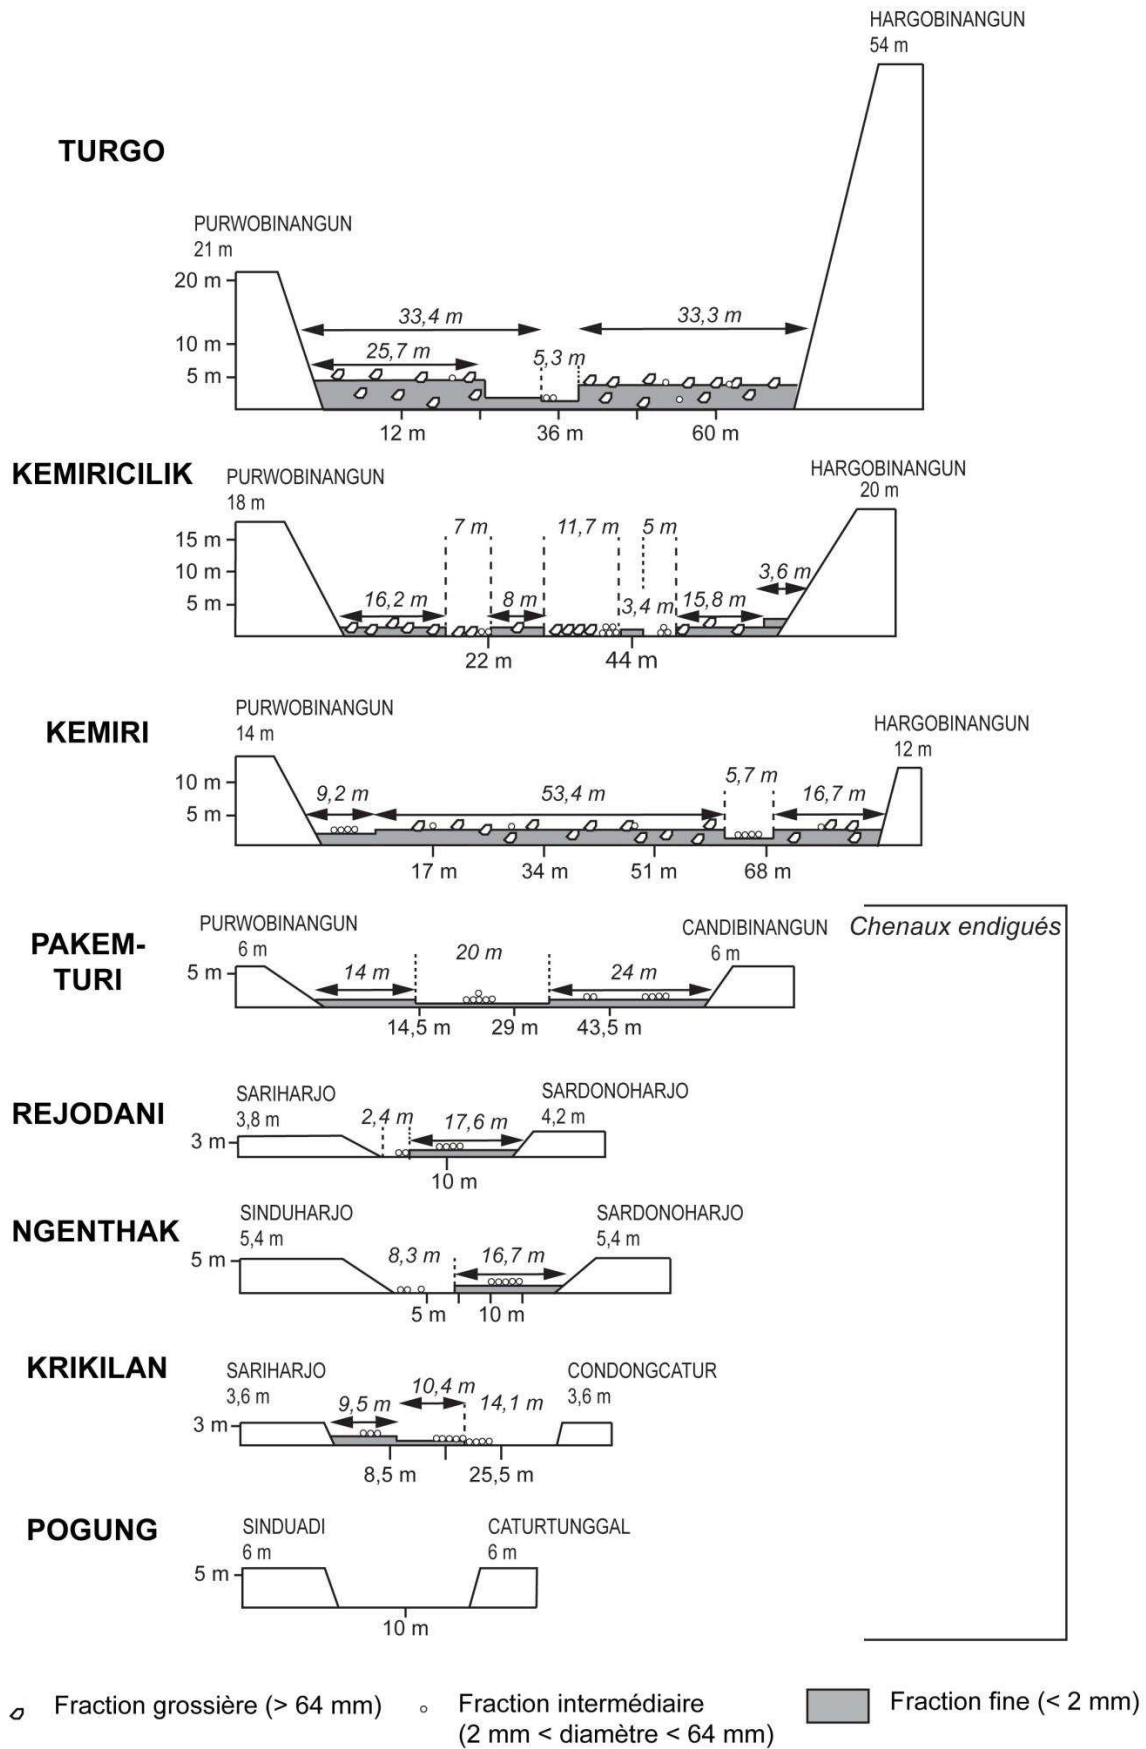 HARGOBINANGUN
54 m
TURGO
PURWOBINANGUN
21 m
20 m
33,4 m
33,3 m
10 m
25,7 m
5,3 m
5 m
12 m
36 m
60 m
KEMIRICILIK
PURWOBINANGUN
18 m
HARGOBINANGUN
20 m
7 m
11,7 m
5 m
15 m
10 m
3,6 m
5 m
16,2 m
8 m
3,4 m
15,8 m
22 m
44 m
KEMIRI
PURWOBINANGUN
14 m
HARGOBINANGUN
12 m
10 m
5,7 m
9,2 m
53,4 m
16,7 m
5 m
17 m
34 m
51 m
68 m
PAKEM-
TURI
PURWOBINANGUN
6 m
CANDIBINANGUN
6 m
Chenaux endigués
5 m
14 m
20 m
24 m
14,5 m
29 m
43,5 m
REJODANI
SARIHARJO
3,8 m
SARDONOHARJO
4,2 m
2,4 m
17,6 m
3 m
10 m
NGENTHAK
SINDUHARJO
5,4 m
SARDONOHARJO
5,4 m
5 m
8,3 m
16,7 m
5 m
10 m
KRIKILAN
SARIHARJO
3,6 m
CONDONGCATUR
3,6 m
9,5 m
10,4 m
14,1 m
3 m
8,5 m
25,5 m
POGUNG
SINDUADI
6 m
CATURTUNGGAL
6 m
5 m
10 m
Fraction grossière (> 64 mm)
Fraction intermédiaire
(2 mm < diamètre < 64 mm)
Fraction fine (< 2 mm)